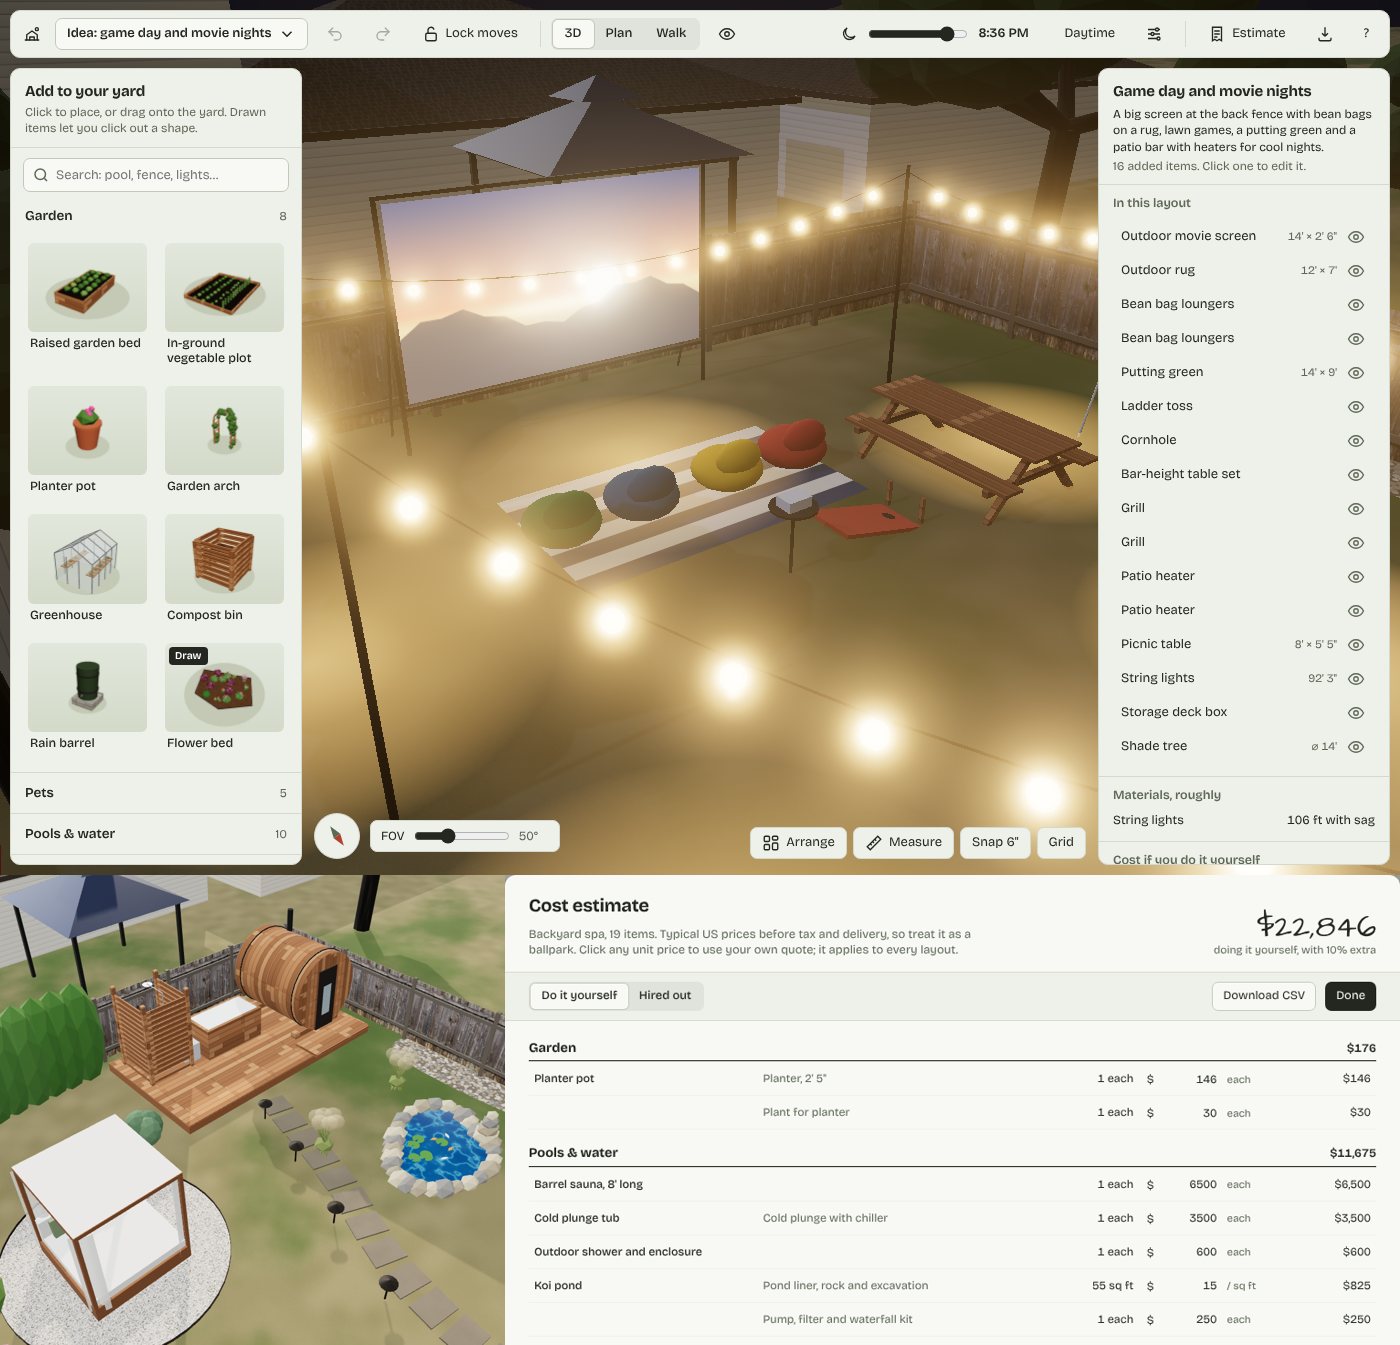 Idea: game day and movie nights
Lock moves
3D
Plan
Walk
8:36 PM
Daytime
Estimate
?
Add to your yard
Click to place, or drag onto the yard. Drawn
items let you click out a shape.
Search: pool, fence, lights...
Garden 8
Raised garden bed
In-ground
vegetable plot
Planter pot
Garden arch
Greenhouse
Compost bin
Rain barrel
Draw
Flower bed
Pets 5
Pools & water 10
FOV 50°
Arrange
Measure
Snap 6"
Grid
Game day and movie nights
A big screen at the back fence with bean bags
on a rug, lawn games, a putting green and a
patio bar with heaters for cool nights.
16 added items. Click one to edit it.
In this layout
Outdoor movie screen 14' × 2' 6"
Outdoor rug 12' × 7'
Bean bag loungers
Bean bag loungers
Putting green 14' × 9'
Ladder toss
Cornhole
Bar-height table set
Grill
Grill
Patio heater
Patio heater
Picnic table 8' × 5' 5"
String lights 92' 3"
Storage deck box
Shade tree ⌀ 14'
Materials, roughly
String lights 106 ft with sag
Cost if you do it yourself
Cost estimate
Backyard spa, 19 items. Typical US prices before tax and delivery, so treat it as a
ballpark. Click any unit price to use your own quote; it applies to every layout.
$22,846
doing it yourself, with 10% extra
Do it yourself
Hired out
Download CSV
Done
Garden $176
Planter pot Planter, 2' 5" 1 each $ 146 each $146
Plant for planter 1 each $ 30 each $30
Pools & water $11,675
Barrel sauna, 8' long 1 each $ 6500 each $6,500
Cold plunge tub Cold plunge with chiller 1 each $ 3500 each $3,500
Outdoor shower and enclosure 1 each $ 600 each $600
Koi pond Pond liner, rock and excavation 55 sq ft $ 15 / sq ft $825
Pump, filter and waterfall kit 1 each $ 250 each $250